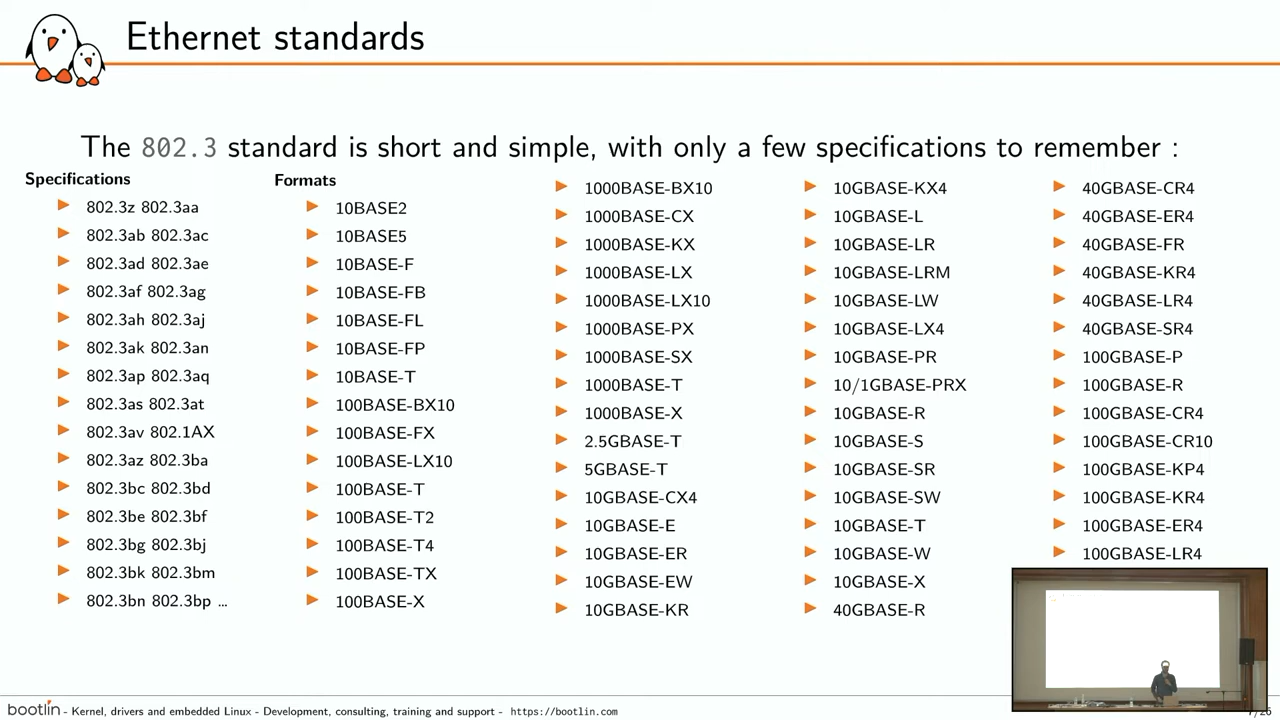 Ethernet standards
The 802.3 standard is short and simple, with only a few specifications to remember :
Specifications
802.3z 802.3aa
802.3ab 802.3ac
802.3ad 802.3ae
802.3af 802.3ag
802.3ah 802.3aj
802.3ak 802.3an
802.3ap 802.3aq
802.3as 802.3at
802.3av 802.1AX
802.3az 802.3ba
802.3bc 802.3bd
802.3be 802.3bf
802.3bg 802.3bj
802.3bk 802.3bm
802.3bn 802.3bp ...
Formats
10BASE2
10BASE5
10BASE-F
10BASE-FB
10BASE-FL
10BASE-FP
10BASE-T
100BASE-BX10
100BASE-FX
100BASE-LX10
100BASE-T
100BASE-T2
100BASE-T4
100BASE-TX
100BASE-X
1000BASE-BX10
1000BASE-CX
1000BASE-KX
1000BASE-LX
1000BASE-LX10
1000BASE-PX
1000BASE-SX
1000BASE-T
1000BASE-X
2.5GBASE-T
5GBASE-T
10GBASE-CX4
10GBASE-E
10GBASE-ER
10GBASE-EW
10GBASE-KR
10GBASE-KX4
10GBASE-L
10GBASE-LR
10GBASE-LRM
10GBASE-LW
10GBASE-LX4
10GBASE-PR
10/1GBASE-PRX
10GBASE-R
10GBASE-S
10GBASE-SR
10GBASE-SW
10GBASE-T
10GBASE-W
10GBASE-X
40GBASE-R
40GBASE-CR4
40GBASE-ER4
40GBASE-FR
40GBASE-KR4
40GBASE-LR4
40GBASE-SR4
100GBASE-P
100GBASE-R
100GBASE-CR4
100GBASE-CR10
100GBASE-KP4
100GBASE-KR4
100GBASE-ER4
100GBASE-LR4
bootlin - Kernel, drivers and embedded Linux - Development, consulting, training and support - https://bootlin.com